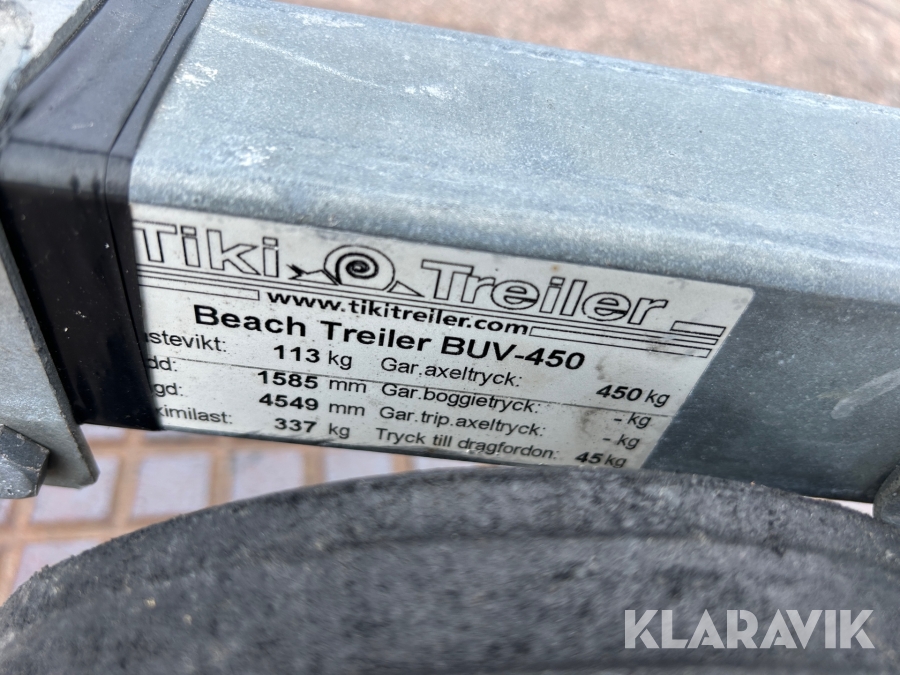 Tiki Treiler
www.tikitreiler.com
Beach Treiler BUV-450
stevikt: 113 kg Gar.axeltryck: 450 kg
dd: 1585 mm Gar.boggietryck: - kg
gd: 4549 mm Gar.trip.axeltryck: - kg
ximilast: 337 kg Tryck till dragfordon: 45 kg
KLARAVIK